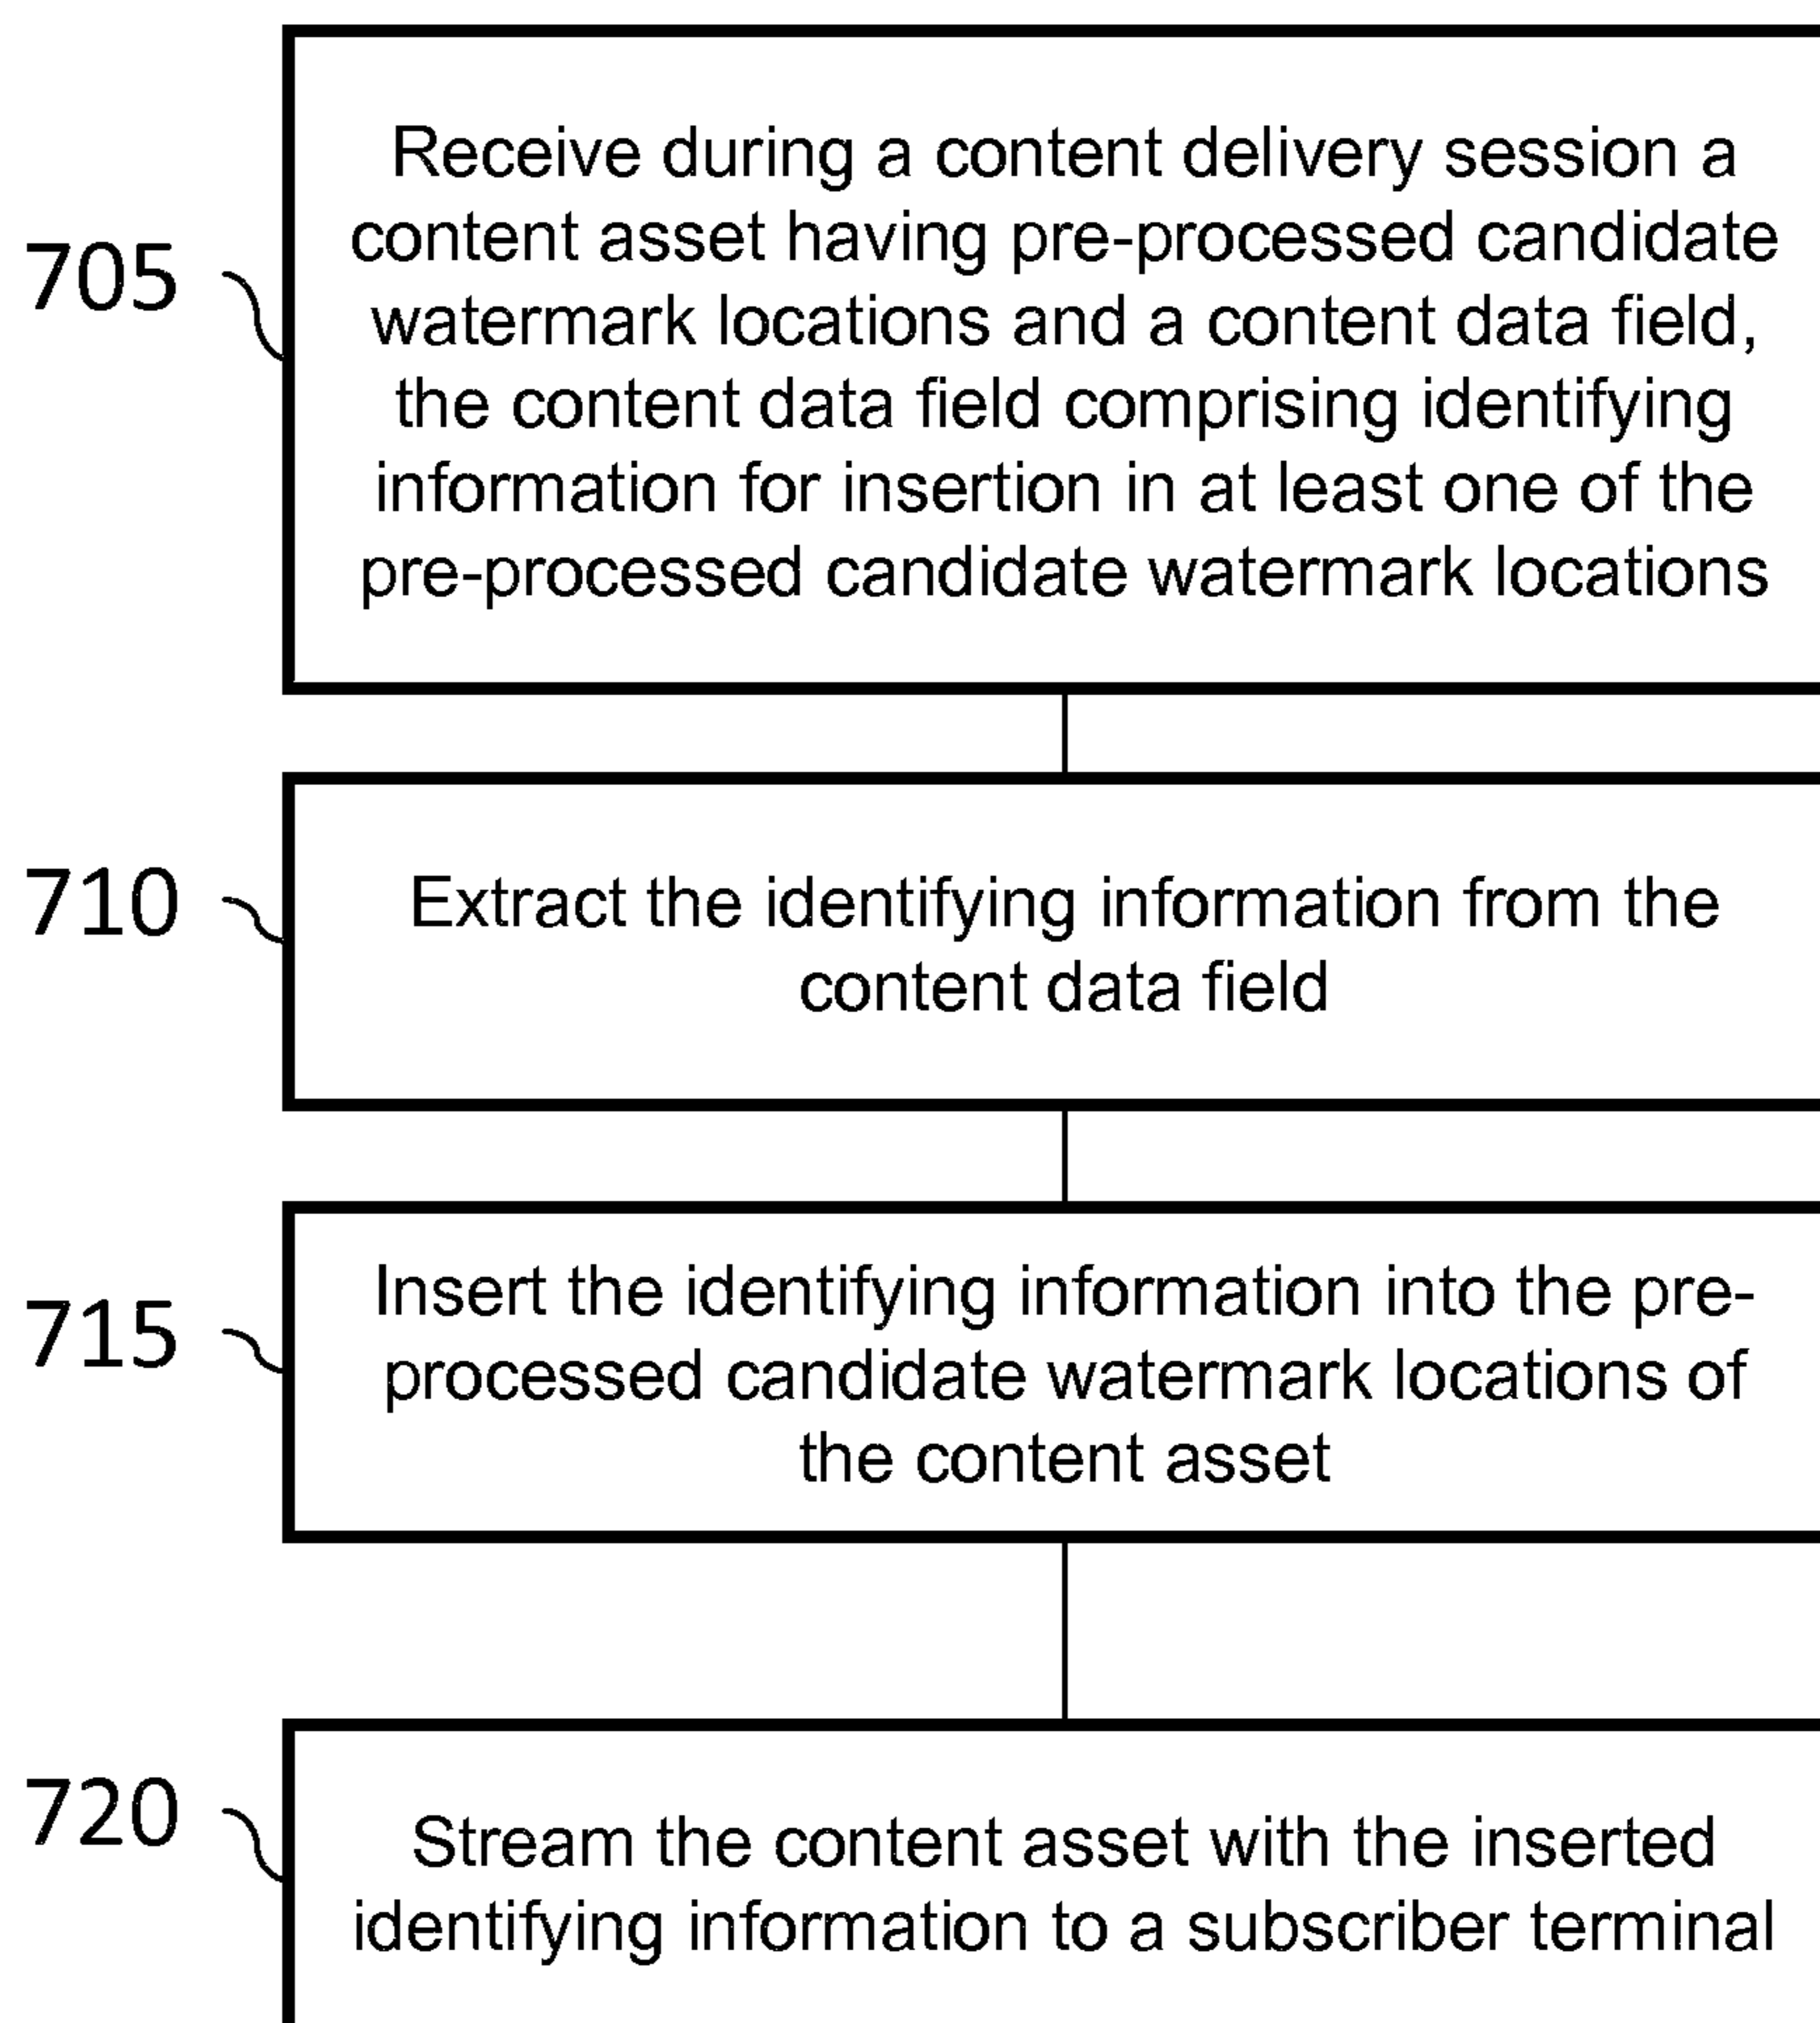 705
Receive during a content delivery session a
content asset having pre-processed candidate
watermark locations and a content data field,
the content data field comprising identifying
information for insertion in at least one of the
pre-processed candidate watermark locations
710
Extract the identifying information from the
content data field
715
Insert the identifying information into the pre-
processed candidate watermark locations of
the content asset
720
Stream the content asset with the inserted
identifying information to a subscriber terminal